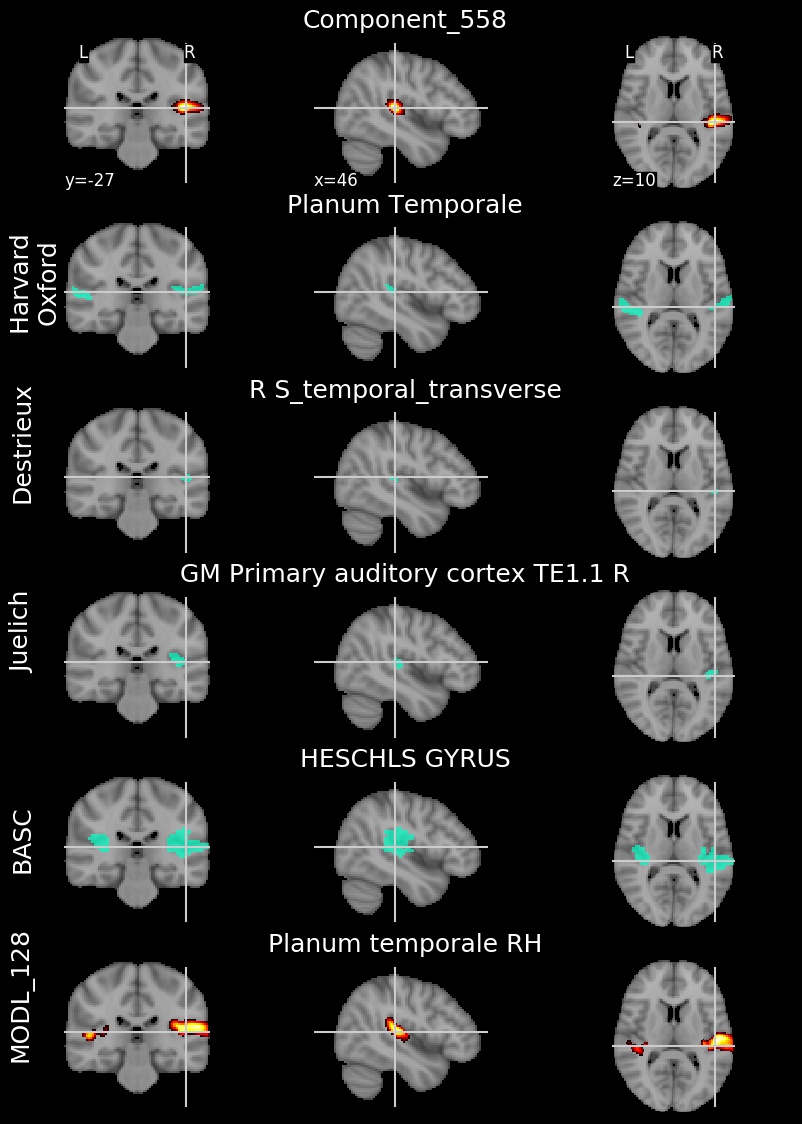 Component_558
L R L R
y=-27 x=46 z=10
Planum Temporale
Harvard
Oxford
R S_temporal_transverse
Destrieux
GM Primary auditory cortex TE1.1 R
Juelich
HESCHLS GYRUS
BASC
Planum temporale RH
MODL_128